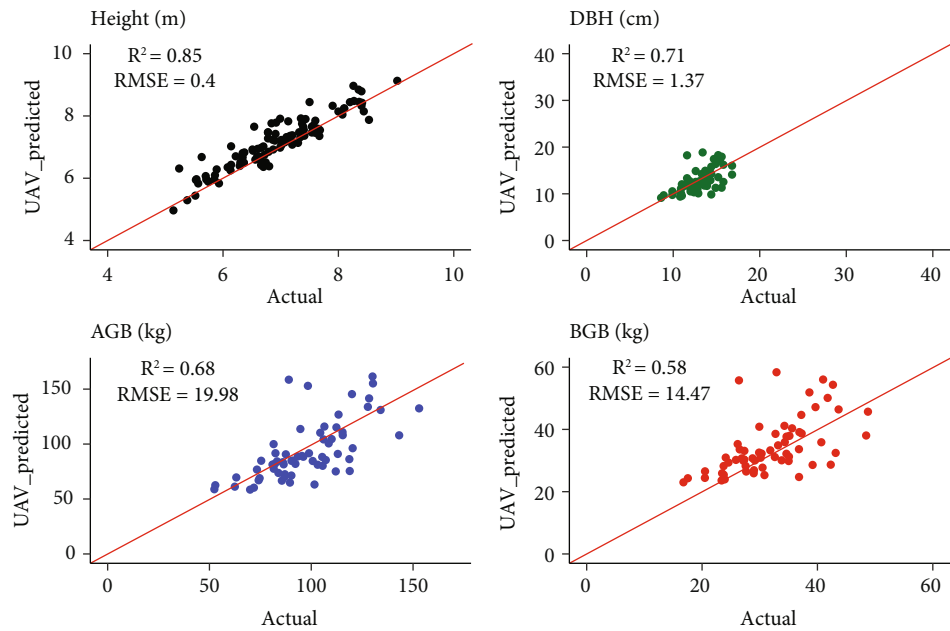 Height (m)
R² = 0.85
RMSE = 0.4
10
8
6
4
UAV_predicted
4 6 8 10
Actual
DBH (cm)
R² = 0.71
RMSE = 1.37
40
30
20
10
0
UAV_predicted
0 10 20 30 40
Actual
AGB (kg)
R² = 0.68
RMSE = 19.98
150
100
50
0
UAV_predicted
0 50 100 150
Actual
BGB (kg)
R² = 0.58
RMSE = 14.47
60
40
20
0
UAV_predicted
0 20 40 60
Actual